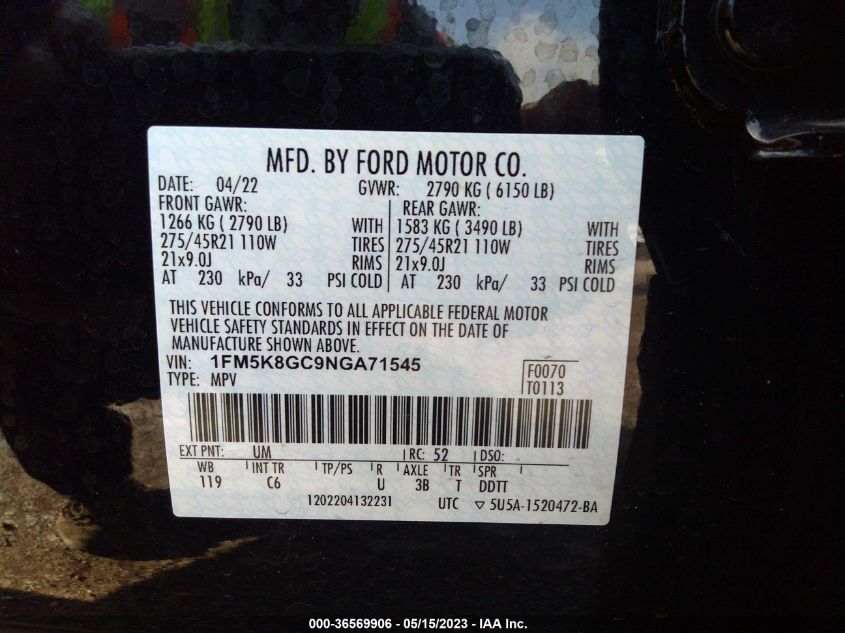 MFD. BY FORD MOTOR CO.
DATE: 04/22 GVWR: 2790 KG ( 6150 LB)
FRONT GAWR: REAR GAWR:
1266 KG ( 2790 LB) WITH 1583 KG ( 3490 LB) WITH
275/45R21 110W TIRES 275/45R21 110W TIRES
21x9.0J RIMS 21x9.0J RIMS
AT 230 kPa/ 33 PSI COLD AT 230 kPa/ 33 PSI COLD
THIS VEHICLE CONFORMS TO ALL APPLICABLE FEDERAL MOTOR
VEHICLE SAFETY STANDARDS IN EFFECT ON THE DATE OF
MANUFACTURE SHOWN ABOVE.
VIN: 1FM5K8GC9NGA71545 F0070
TYPE: MPV T0113
EXT PNT: UM RC: 52 DSO:
WB INT TR TP/PS R AXLE TR SPR
119 C6 U 3B T DDTT
1202204132231 UTC ▽ 5U5A-1520472-BA
000-36569906 - 05/15/2023 - IAA Inc.